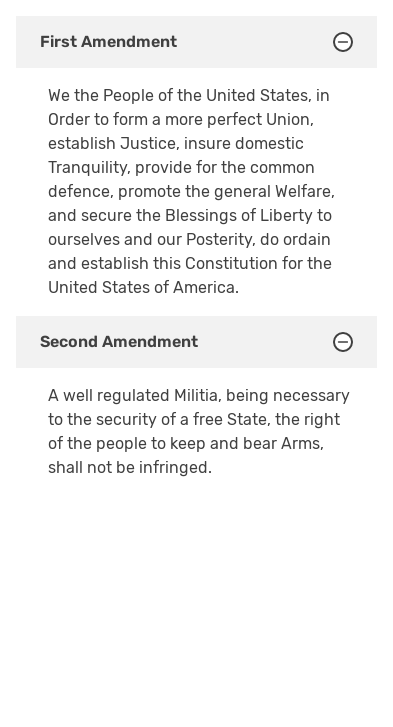 First Amendment
We the People of the United States, in
Order to form a more perfect Union,
establish Justice, insure domestic
Tranquility, provide for the common
defence, promote the general Welfare,
and secure the Blessings of Liberty to
ourselves and our Posterity, do ordain
and establish this Constitution for the
United States of America.
Second Amendment
A well regulated Militia, being necessary
to the security of a free State, the right
of the people to keep and bear Arms,
shall not be infringed.